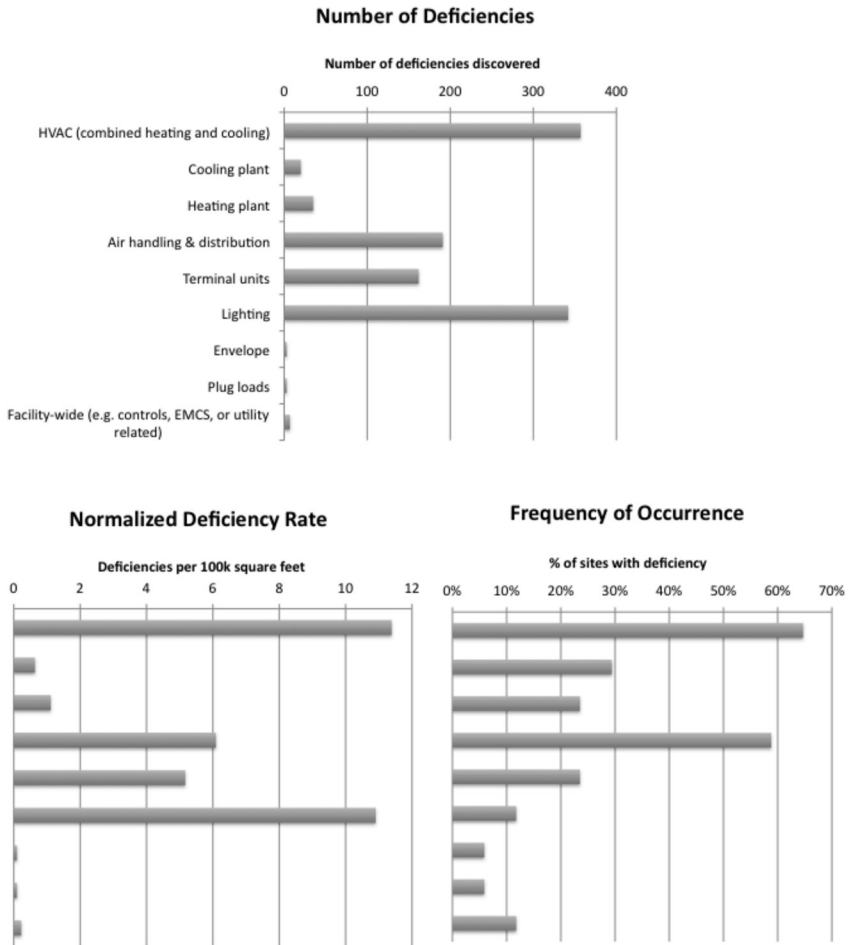 Number of Deficiencies
Number of deficiencies discovered
0 100 200 300 400
HVAC (combined heating and cooling)
Cooling plant
Heating plant
Air handling & distribution
Terminal units
Lighting
Envelope
Plug loads
Facility-wide (e.g. controls, EMCS, or utility
related)
Normalized Deficiency Rate
Deficiencies per 100k square feet
0 2 4 6 8 10 12
Frequency of Occurrence
% of sites with deficiency
0% 10% 20% 30% 40% 50% 60% 70%